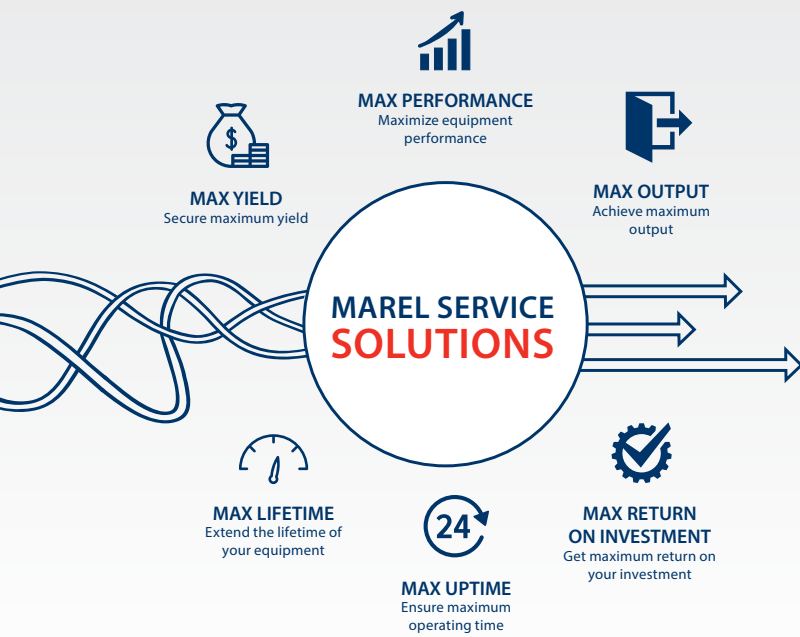 MAX PERFORMANCE
Maximize equipment
performance
MAX YIELD
Secure maximum yield
MAX OUTPUT
Achieve maximum
output
MAREL SERVICE
SOLUTIONS
MAX LIFETIME
Extend the lifetime of
your equipment
24
MAX UPTIME
Ensure maximum
operating time
MAX RETURN
ON INVESTMENT
Get maximum return on
your investment
$